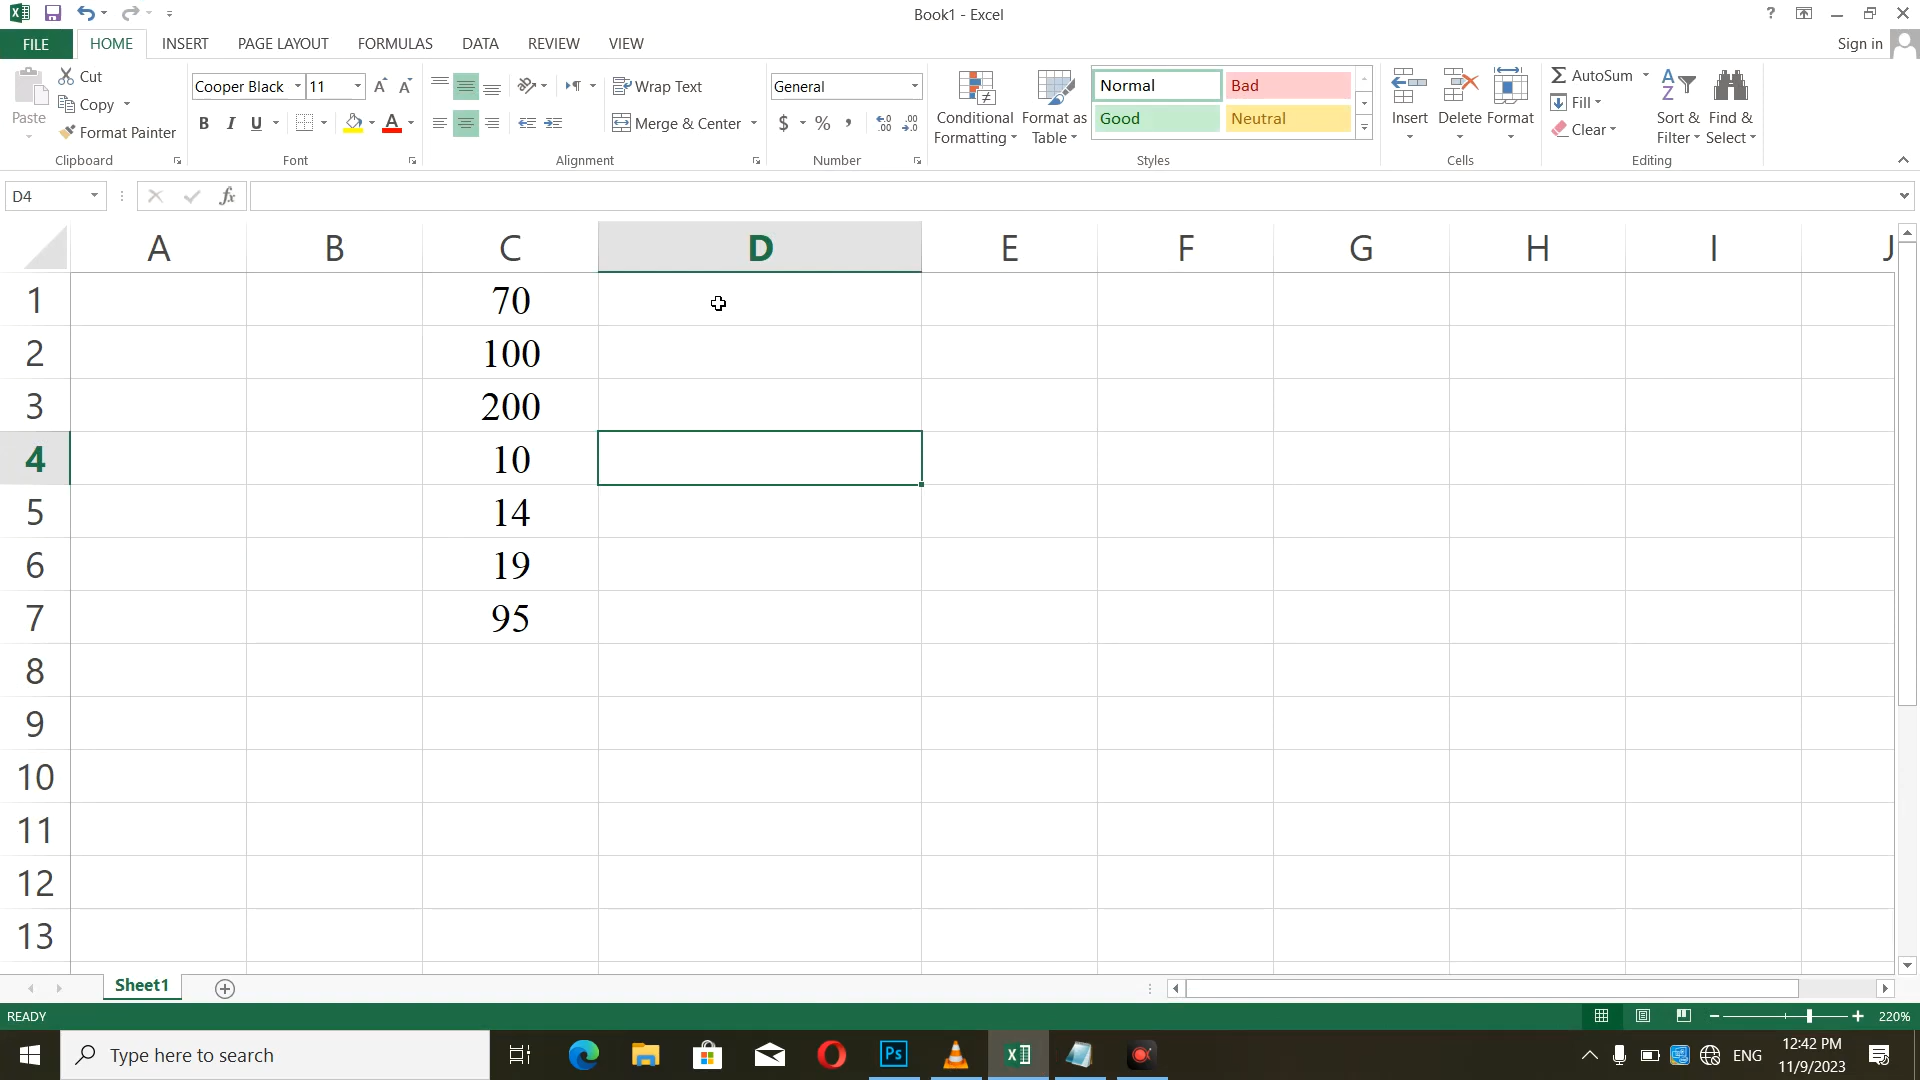 Book1 - Excel
?
FILE HOME INSERT PAGE LAYOUT FORMULAS DATA REVIEW VIEW
Sign in
Paste
Cut
Copy
Format Painter
Clipboard
Cooper Black 11
A A
B I U
A
Font
Wrap Text
Merge & Center
Alignment
General
$ % ,
Number
Conditional
Formatting
Format as
Table
Normal
Bad
Good
Neutral
Styles
Insert
Delete
Format
Cells
AutoSum
Fill
Clear
Sort &
Filter
Find &
Select
Editing
D4
fx
A B C D E F G H I J
1 70
2 100
3 200
4 10
5 14
6 19
7 95
8
9
10
11
12
13
Sheet1
READY
220%
Type here to search
Ps
ENG
12:42 PM
11/9/2023